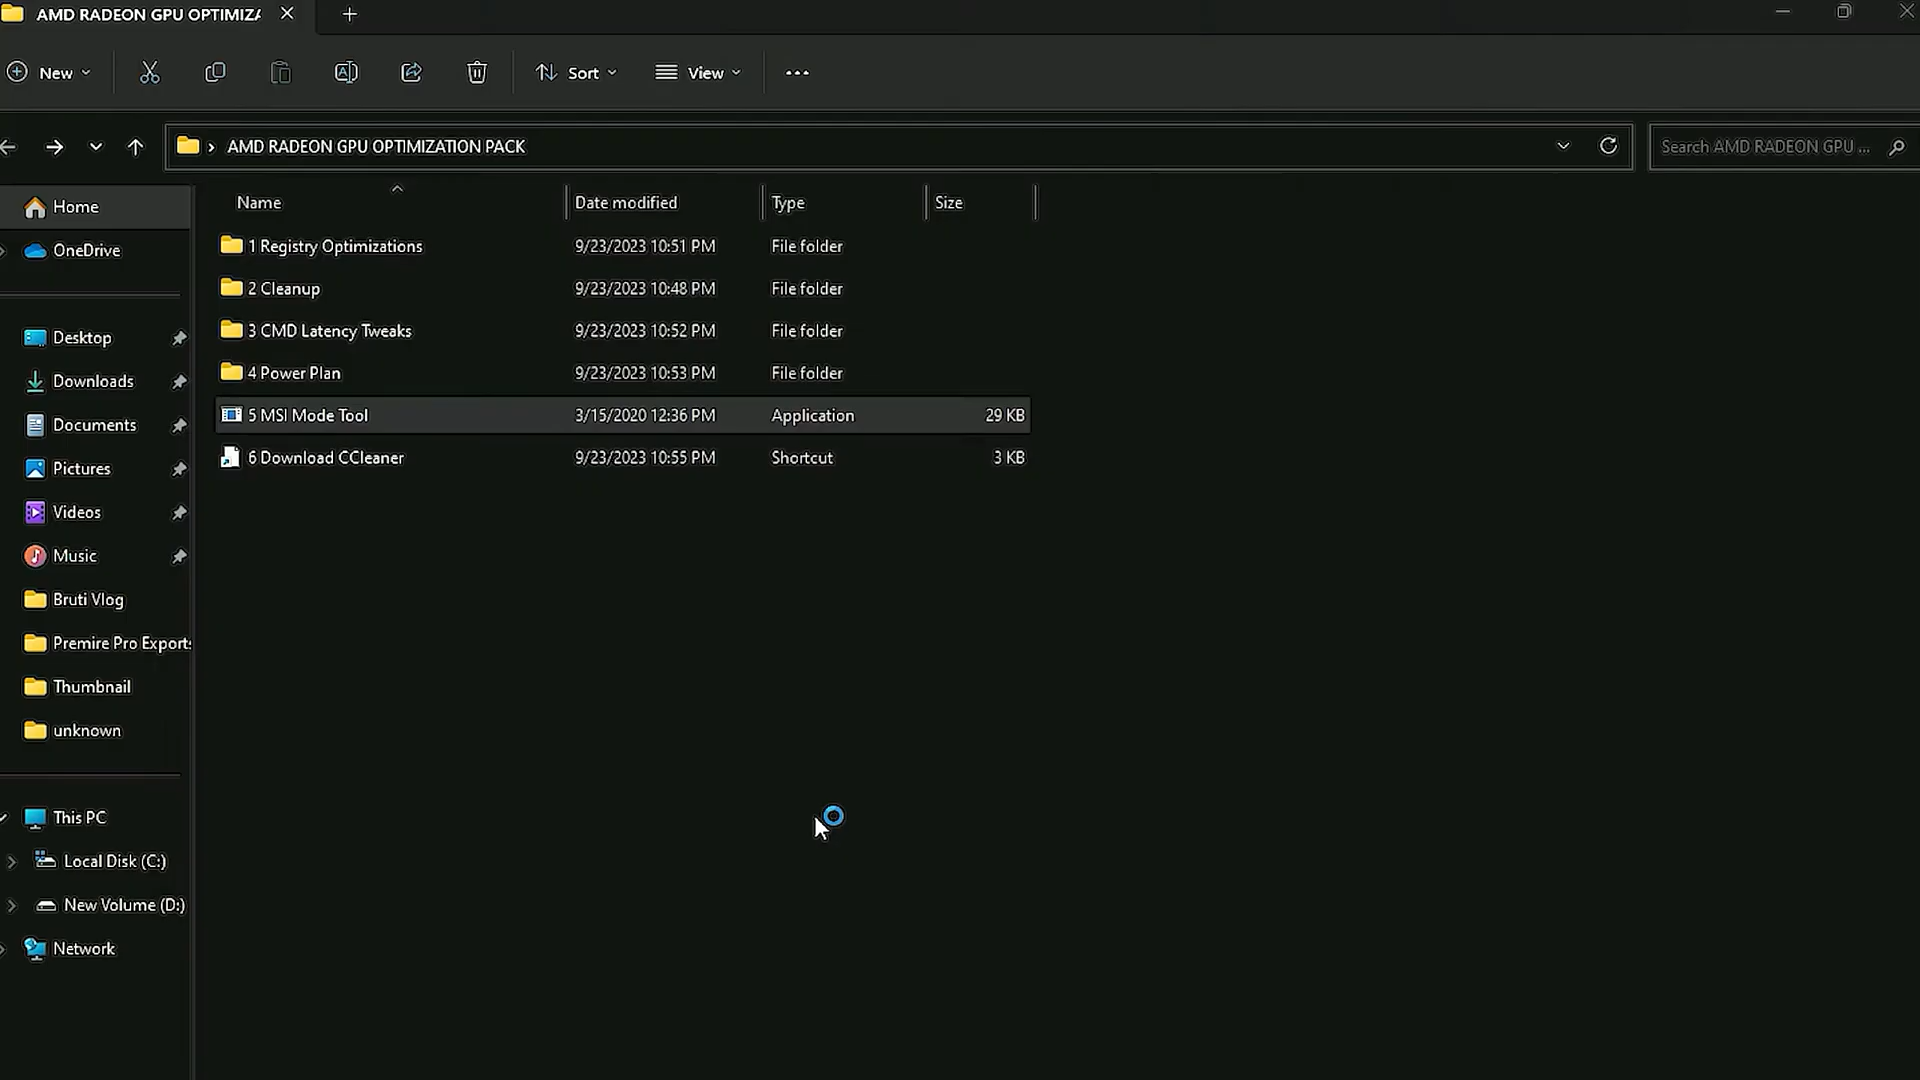 AMD RADEON GPU OPTIMIZA
New
Sort
View
AMD RADEON GPU OPTIMIZATION PACK
Search AMD RADEON GPU ...
Name Date modified Type Size
1 Registry Optimizations 9/23/2023 10:51 PM File folder
2 Cleanup 9/23/2023 10:48 PM File folder
3 CMD Latency Tweaks 9/23/2023 10:52 PM File folder
4 Power Plan 9/23/2023 10:53 PM File folder
5 MSI Mode Tool 3/15/2020 12:36 PM Application 29 KB
6 Download CCleaner 9/23/2023 10:55 PM Shortcut 3 KB
Home
OneDrive
Desktop
Downloads
Documents
Pictures
Videos
Music
Bruti Vlog
Premire Pro Exports
Thumbnail
unknown
This PC
Local Disk (C:)
New Volume (D:)
Network